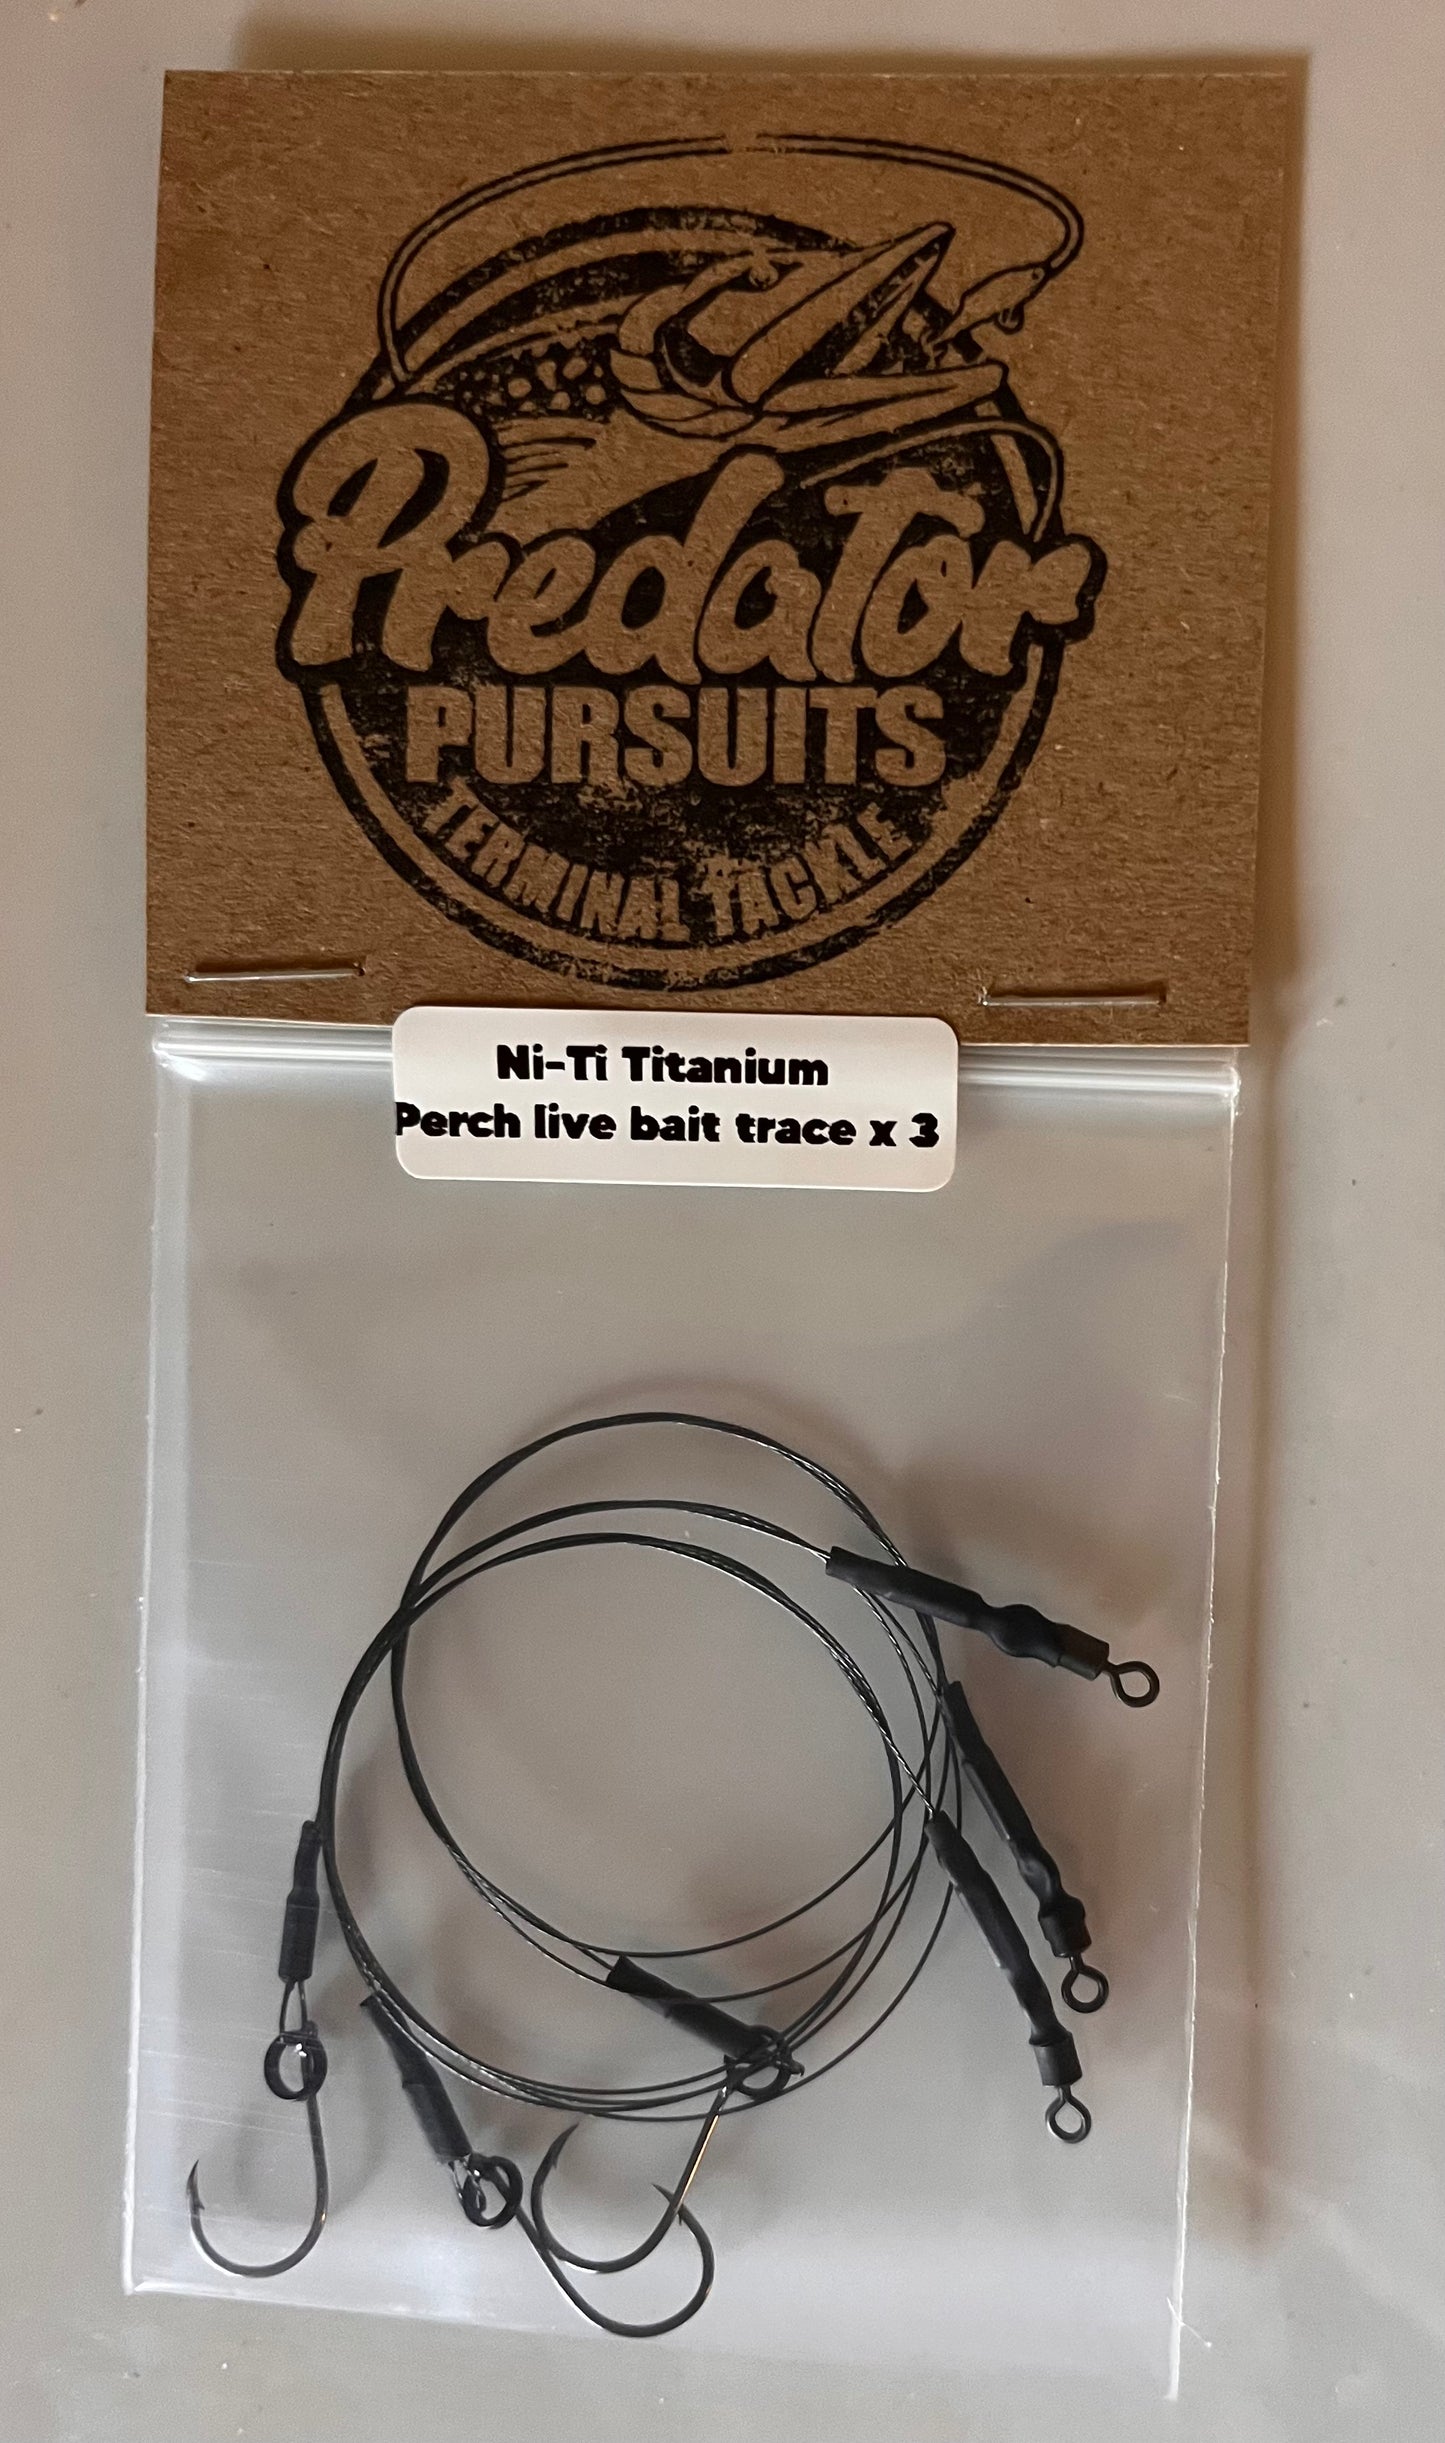 Predator
PURSUITS
TERMINAL TACKLE
Ni-Ti Titanium
Perch live bait trace x 3